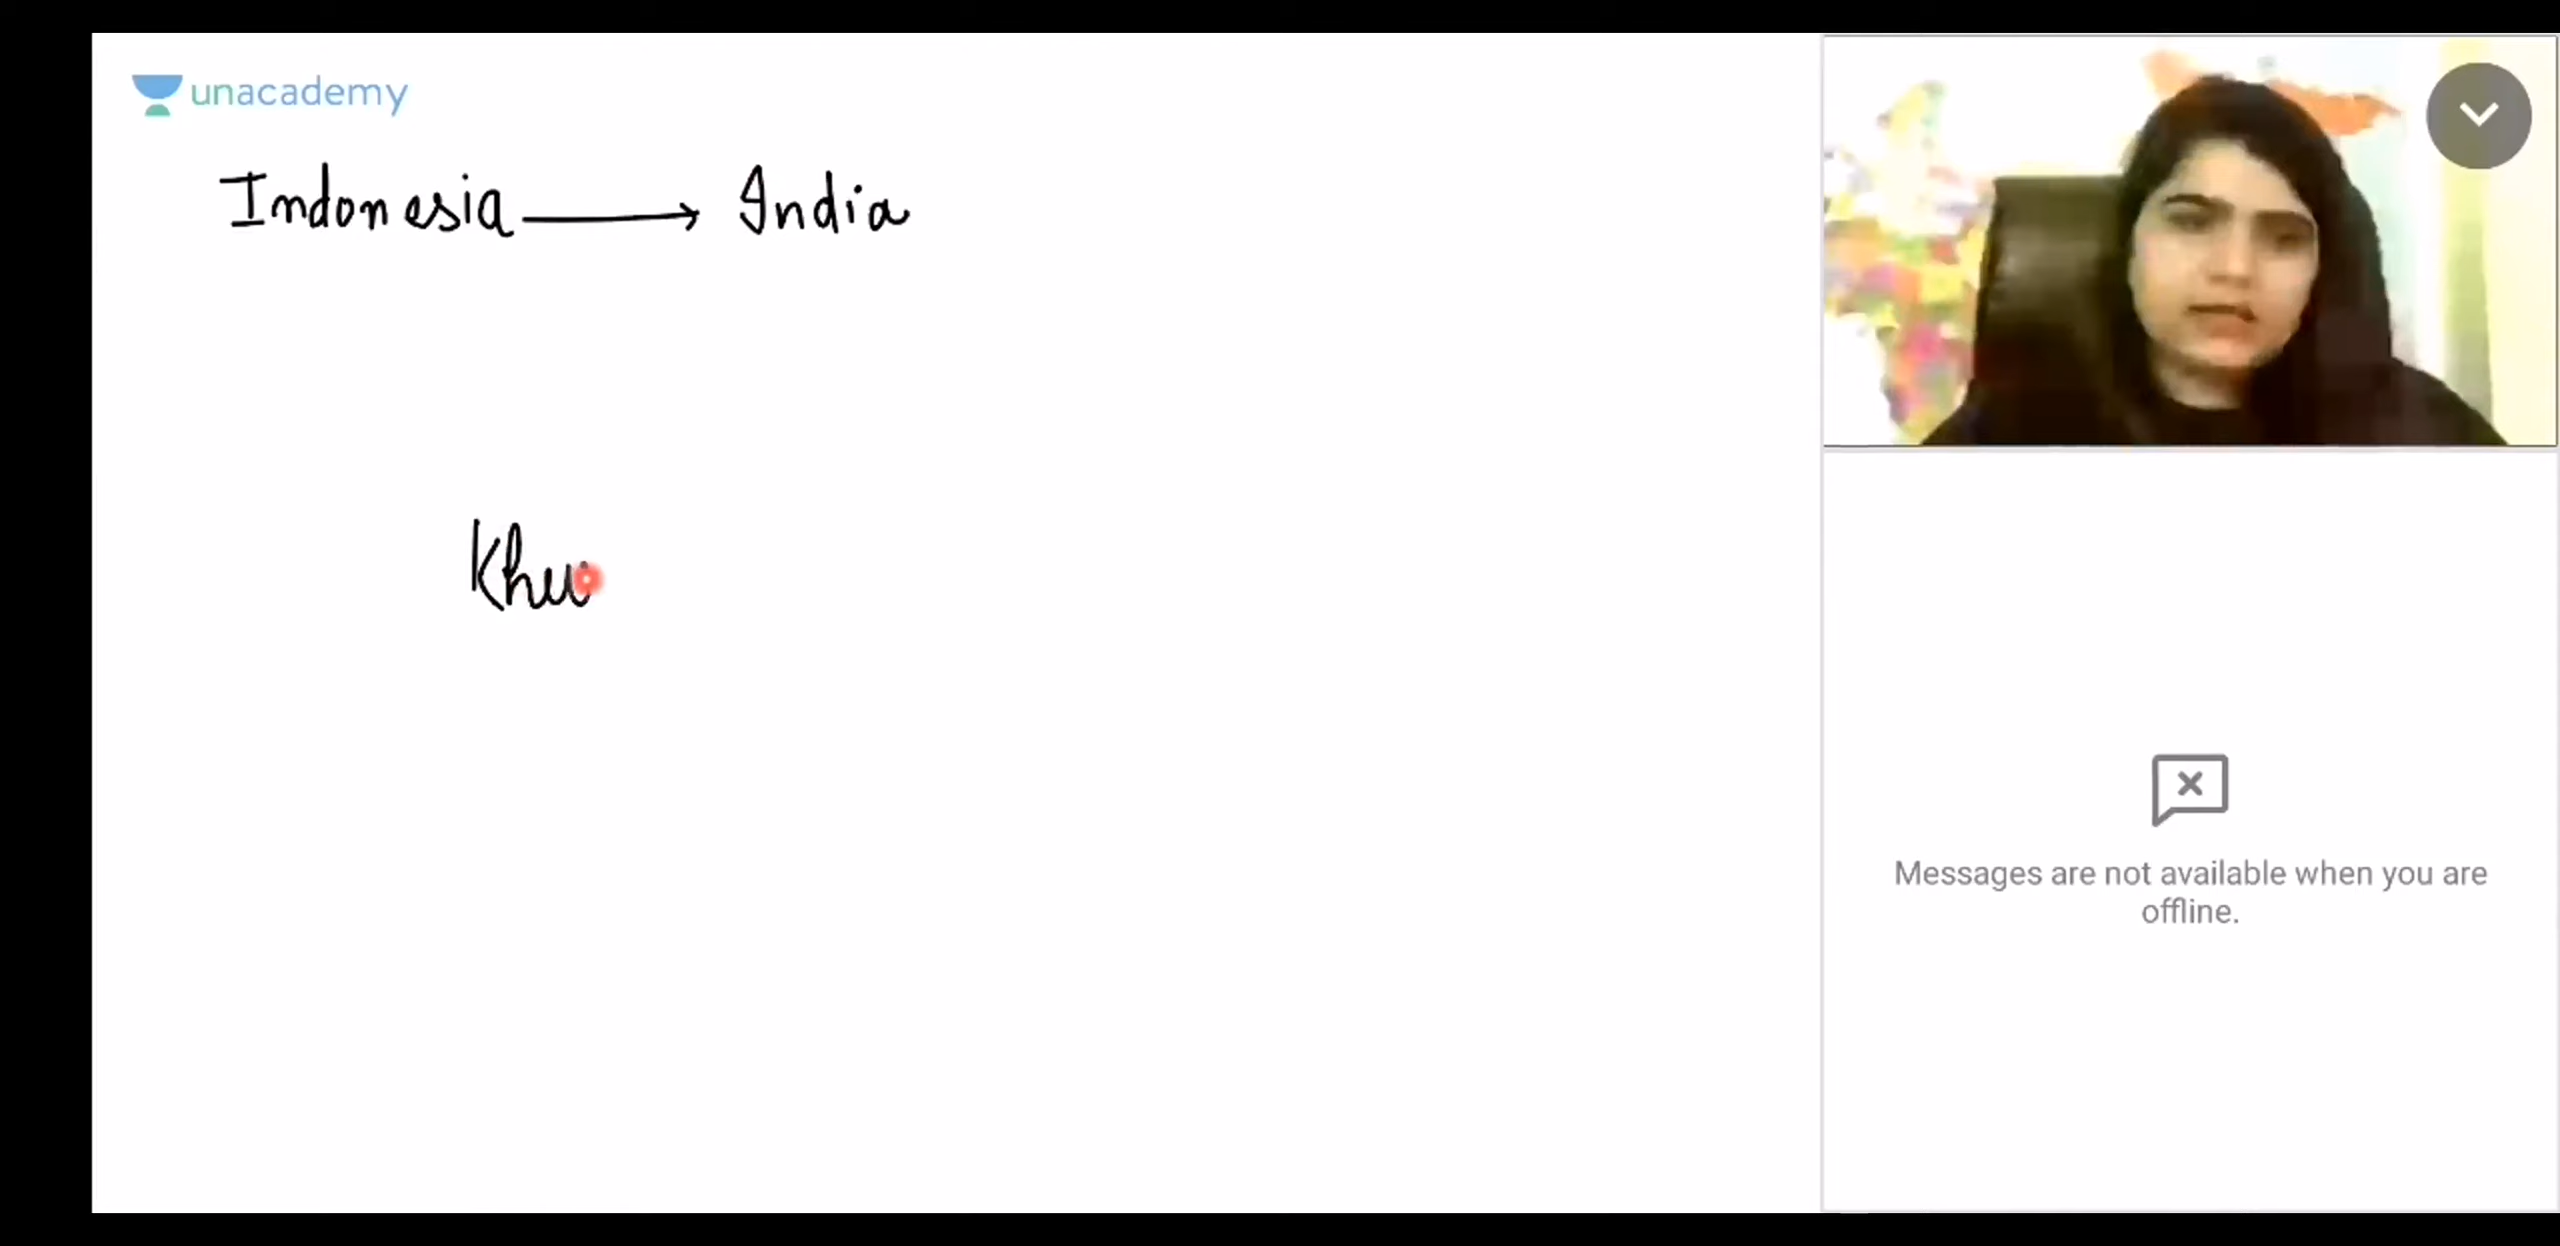 unacademy
Indonesia → India
Khu
Messages are not available when you are
offline.